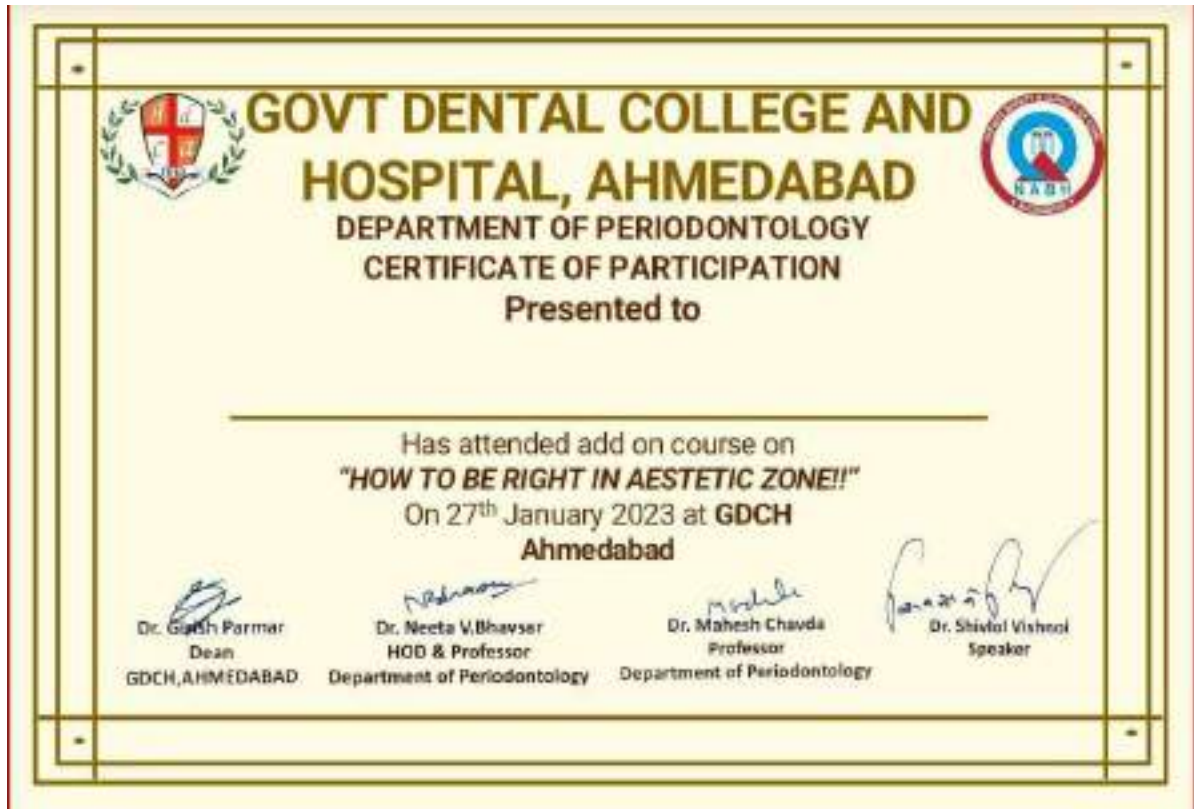 GOVT DENTAL COLLEGE AND
HOSPITAL, AHMEDABAD
DEPARTMENT OF PERIODONTOLOGY
CERTIFICATE OF PARTICIPATION
Presented to
Has attended add on course on
"HOW TO BE RIGHT IN AESTETIC ZONE!!"
On 27th January 2023 at GDCH
Ahmedabad
Dr. Girish Parmar
Dean
GDCH,AHMEDABAD
Dr. Neeta V.Bhavsar
HOD & Professor
Department of Periodontology
Dr. Mahesh Chavda
Professor
Department of Periodontology
Dr. Shivlol Vishnoi
Speaker
NABH